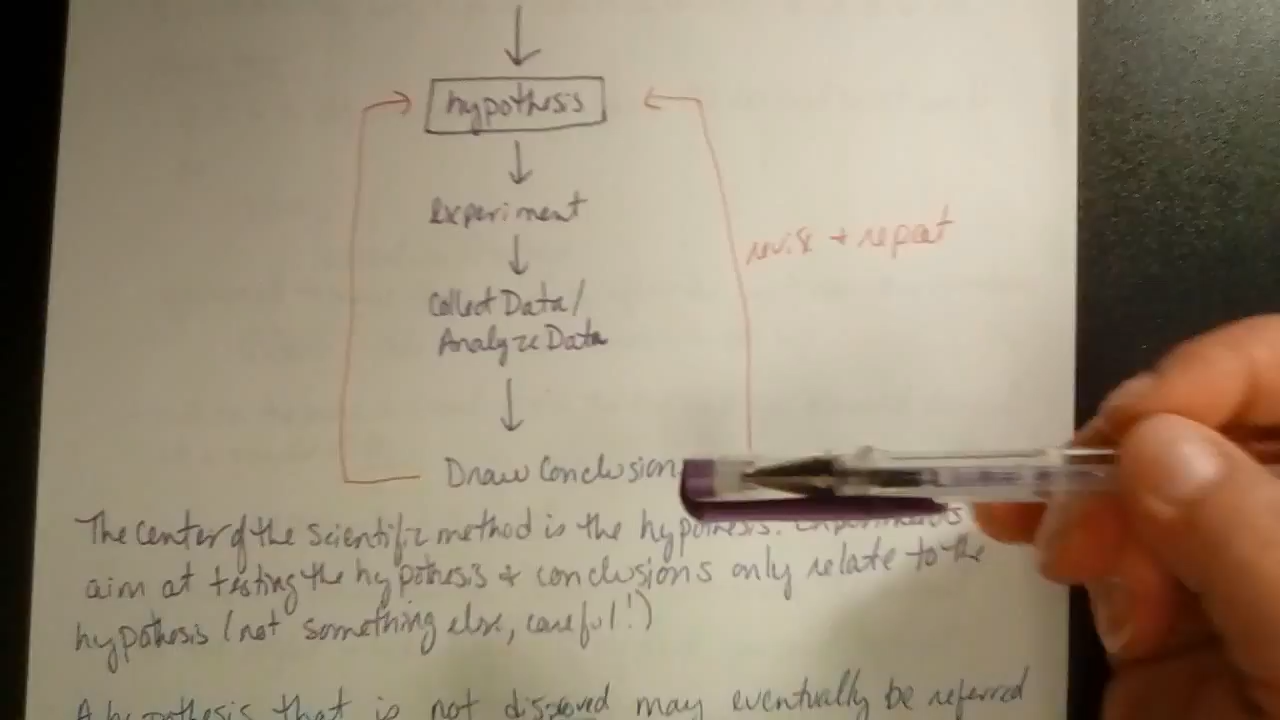 hypothesis
experiment
revise + repeat
Collect Data/
Analyze Data
Draw Conclusion
The center of the scientific method is the hypothesis. Experiments
aim at testing the hypothesis + conclusions only relate to the
hypothesis (not something else, careful!)
A hypothesis that is not disproved may eventually be referred